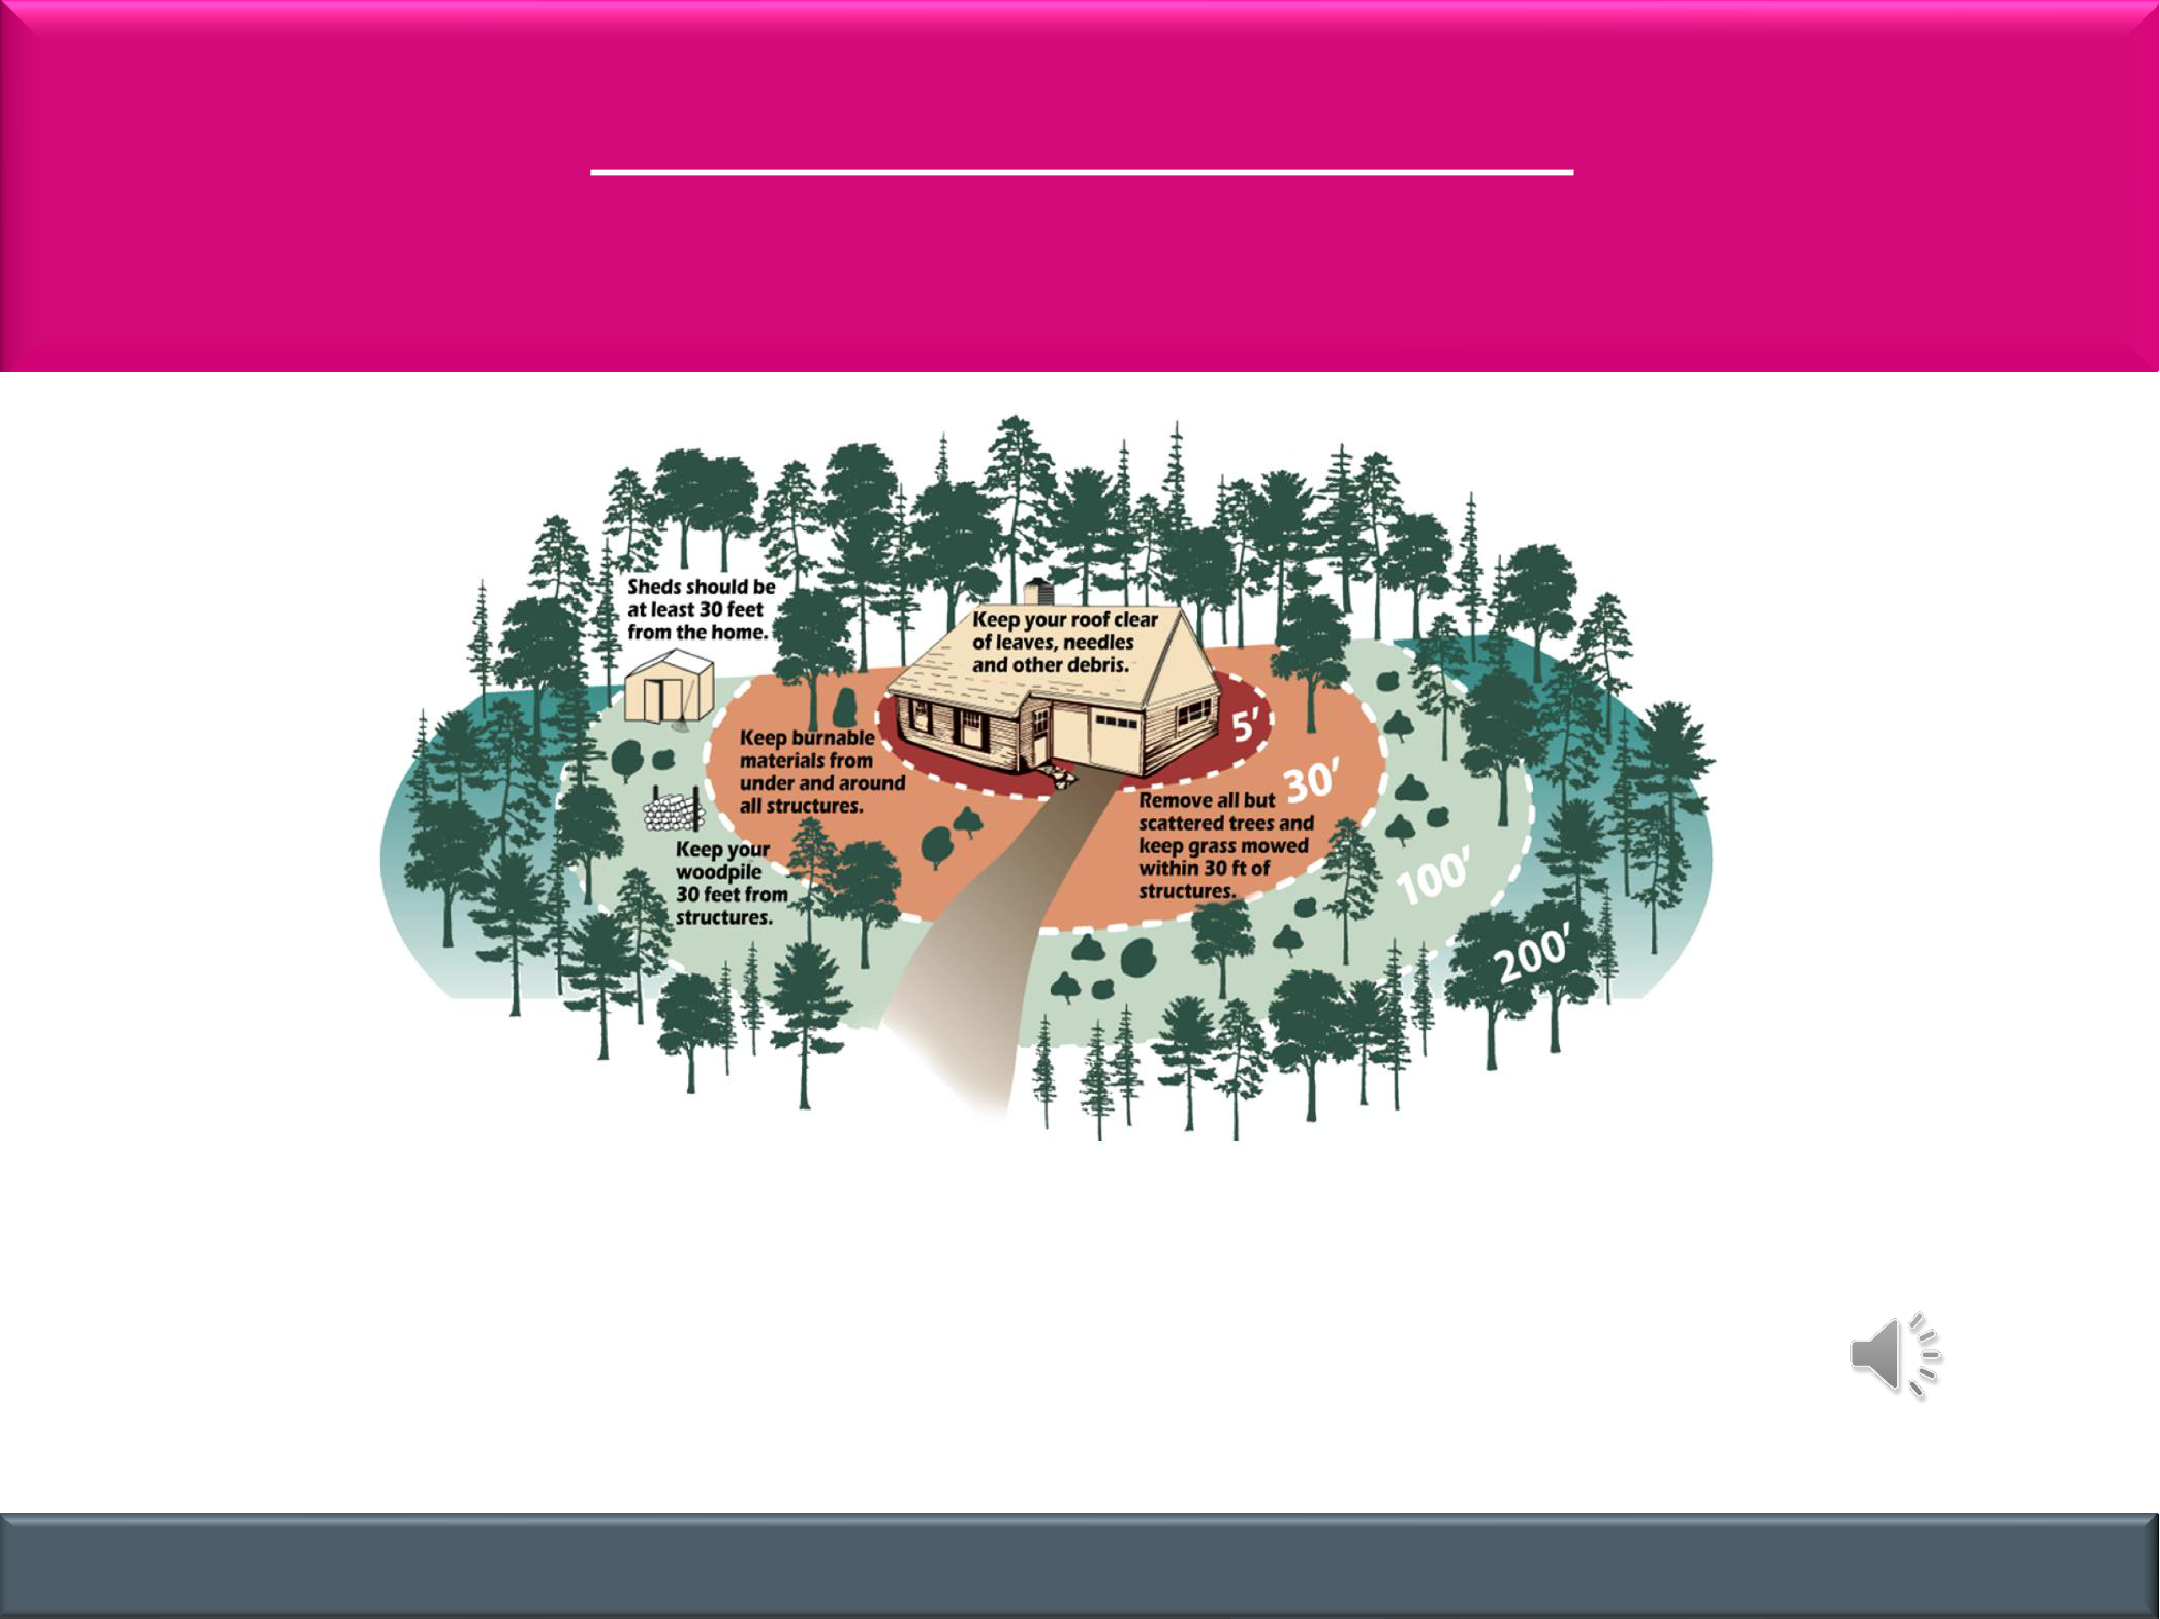 Sheds should be
at least 30 feet
from the home.
Keep your roof clear
of leaves, needles
and other debris.
5'
Keep burnable
materials from
under and around
all structures.
30'
Remove all but
scattered trees and
keep grass mowed
within 30 ft of
structures.
Keep your
woodpile
30 feet from
structures.
100'
200'